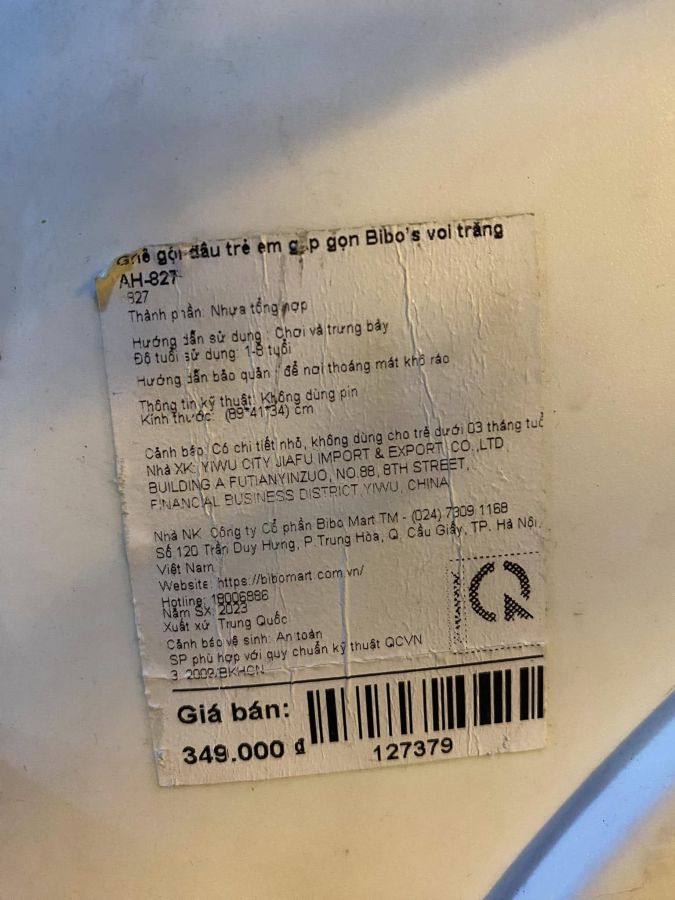 Ghế gội đầu trẻ em gấp gọn Bibo's voi trắng
AH-827
827
Thành phần: Nhựa tổng hợp
Hướng dẫn sử dụng : Chơi và trưng bày
Độ tuổi sử dụng: 1-8 tuổi
Hướng dẫn bảo quản : để nơi thoáng mát khô ráo
Thông tin kỹ thuật: Không dùng pin
Kính thước: (89*41*34) cm
Cảnh báo: Có chi tiết nhỏ, không dùng cho trẻ dưới 03 tháng tuổ
Nhà XK: YIWU CITY JIAFU IMPORT & EXPORT CO.,LTD
BUILDING A FUTIANYINZUO, NO.88, 8TH STREET,
FINANCIAL BUSINESS DISTRICT,YIWU, CHINA
Nhà NK: Công ty Cổ phần Bibo Mart TM - (024) 7309 1168
Số 120 Trần Duy Hưng, P.Trung Hòa, Q. Cầu Giấy, TP. Hà Nội,
Việt Nam
Website: https://bibomart.com.vn/
Hotline: 18006886
Năm SX: 2023
Xuất xứ: Trung Quốc
Cảnh báo vệ sinh: An toàn
SP phù hợp với quy chuẩn kỹ thuật QCVN
3: 2009/BKHCN
Giá bán:
349.000 đ
127379